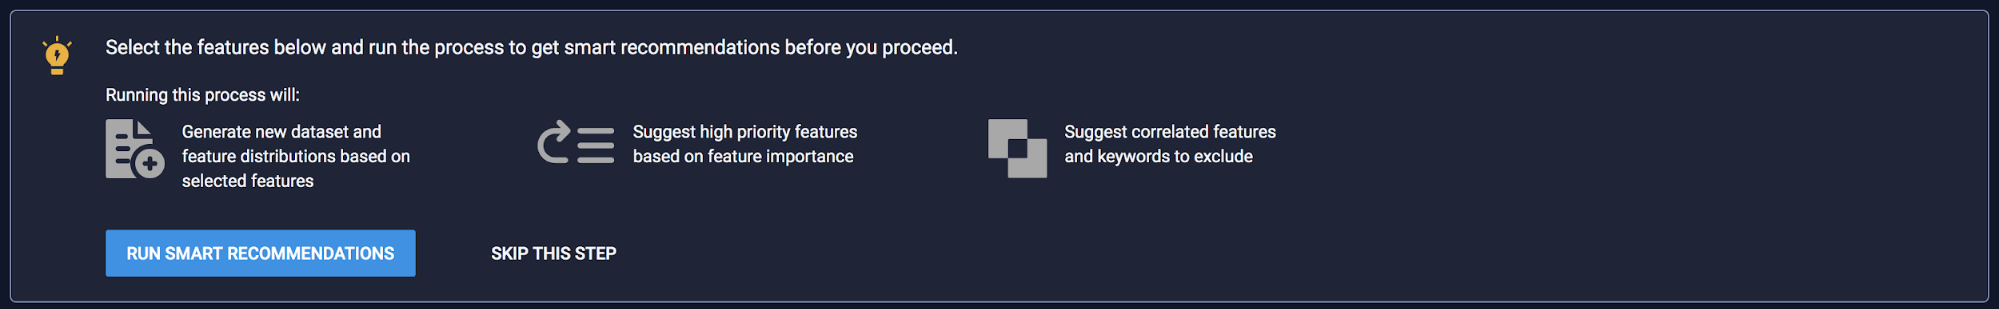 Select the features below and run the process to get smart recommendations before you proceed.
Running this process will:
Generate new dataset and
feature distributions based on
selected features
Suggest high priority features
based on feature importance
Suggest correlated features
and keywords to exclude
RUN SMART RECOMMENDATIONS
SKIP THIS STEP